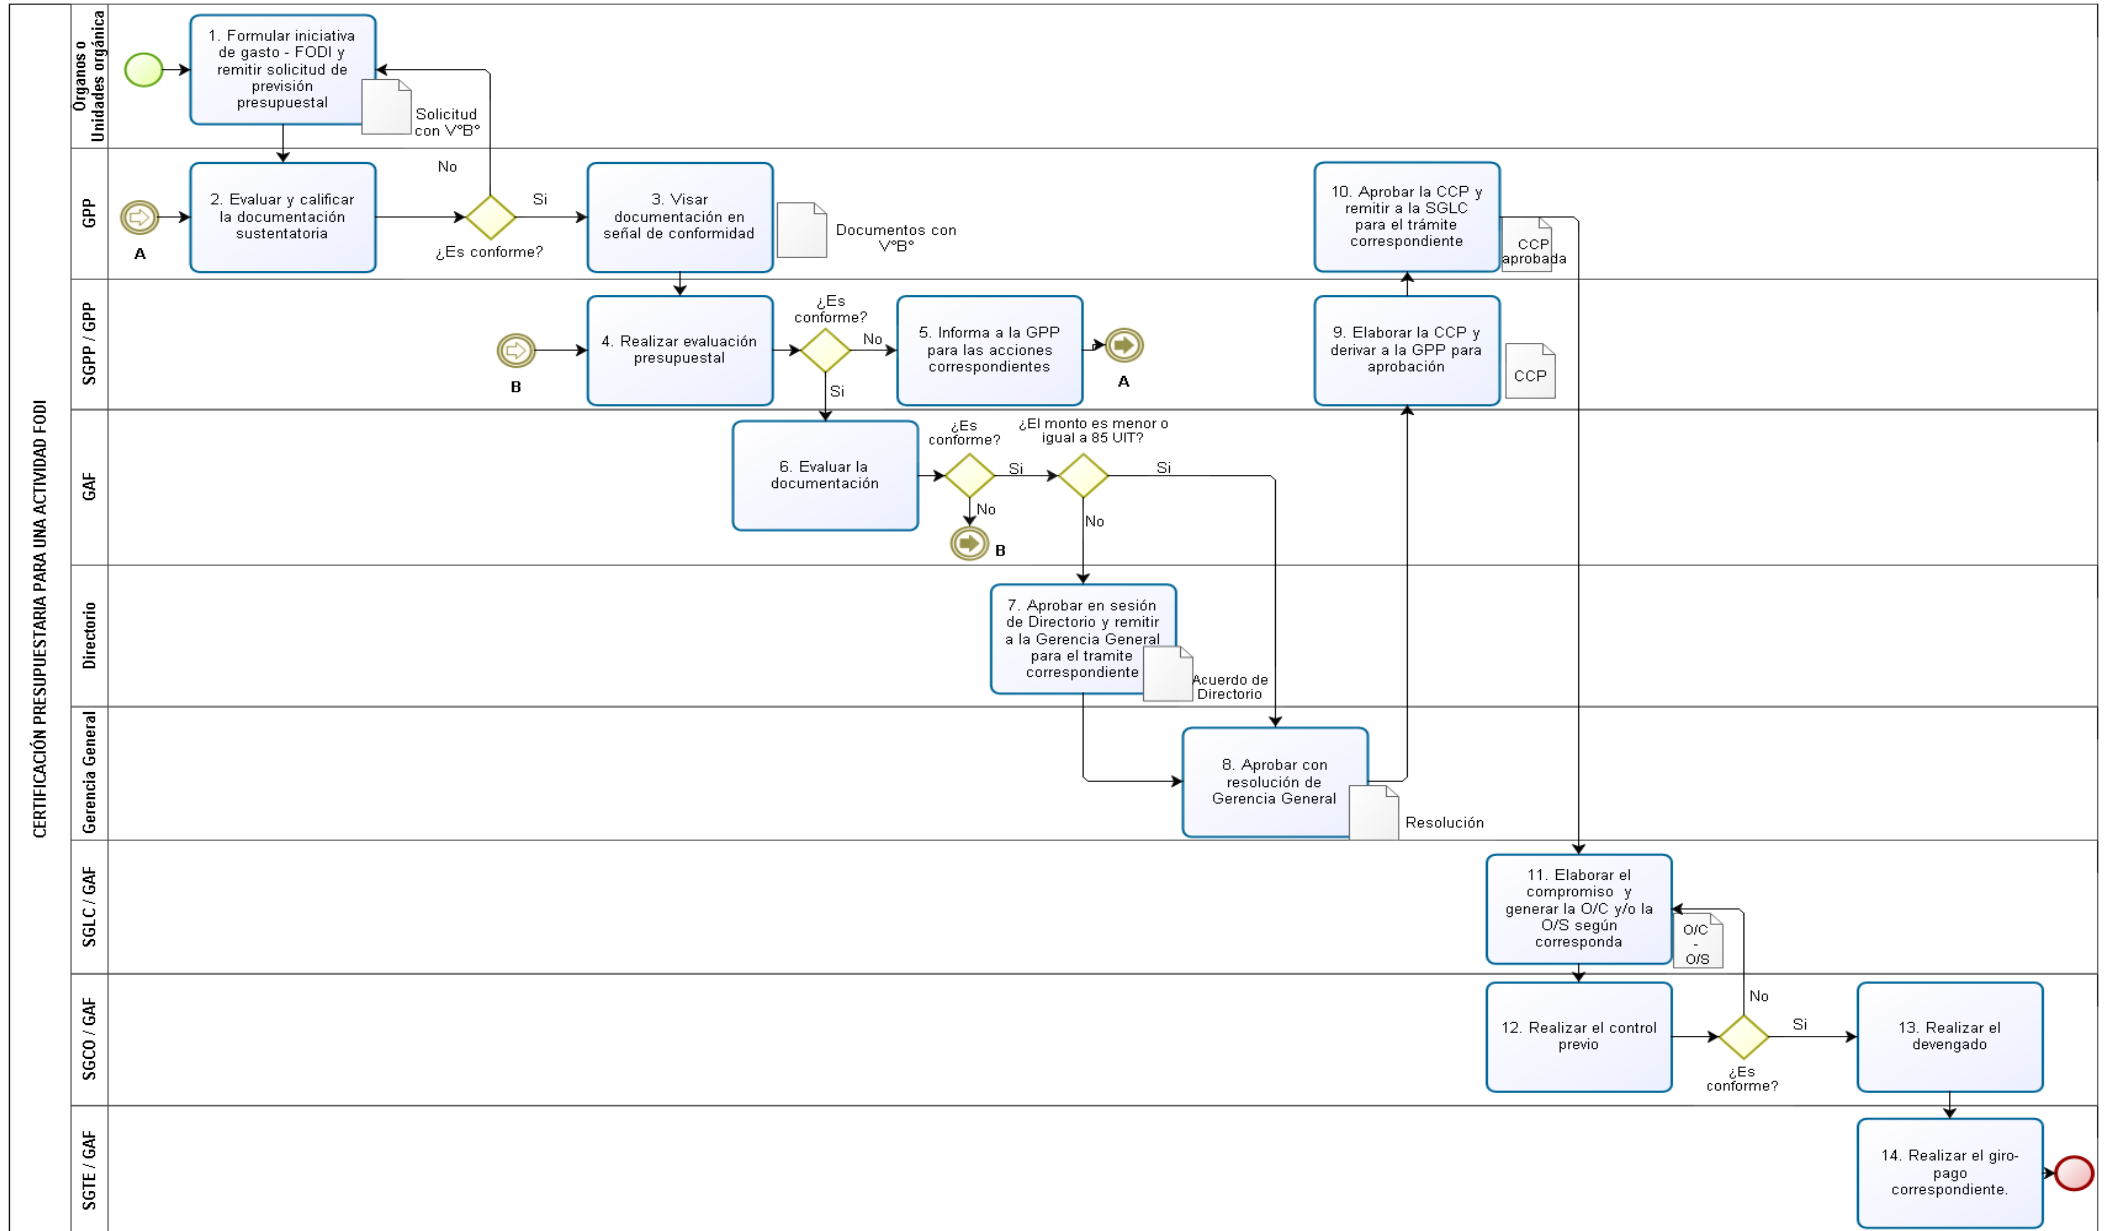 CERTIFICACIÓN PRESUPUESTARIA PARA UNA ACTIVIDAD FODI
Órganos o
Unidades orgánica
1. Formular iniciativa
de gasto - FODI y
remitir solicitud de
previsión
presupuestal
Solicitud
con V°B°
GPP
A
2. Evaluar y calificar
la documentación
sustentatoria
No
Si
¿Es conforme?
3. Visar
documentación en
señal de conformidad
Documentos con
V°B°
10. Aprobar la CCP y
remitir a la SGLC
para el trámite
correspondiente
CCP
aprobada
SGPP / GPP
B
4. Realizar evaluación
presupuestal
¿Es
conforme?
No
Si
5. Informa a la GPP
para las acciones
correspondientes
A
9. Elaborar la CCP y
derivar a la GPP para
aprobación
CCP
GAF
6. Evaluar la
documentación
¿Es
conforme?
Si
No
B
¿El monto es menor o
igual a 85 UIT?
Si
No
Directorio
7. Aprobar en sesión
de Directorio y remitir
a la Gerencia General
para el tramite
correspondiente
Acuerdo de
Directorio
Gerencia General
8. Aprobar con
resolución de
Gerencia General
Resolución
SGLC / GAF
11. Elaborar el
compromiso y
generar la O/C y/o la
O/S según
corresponda
O/C
-
O/S
SGCO / GAF
12. Realizar el control
previo
No
Si
¿Es
conforme?
13. Realizar el
devengado
SGTE / GAF
14. Realizar el giro-
pago
correspondiente.